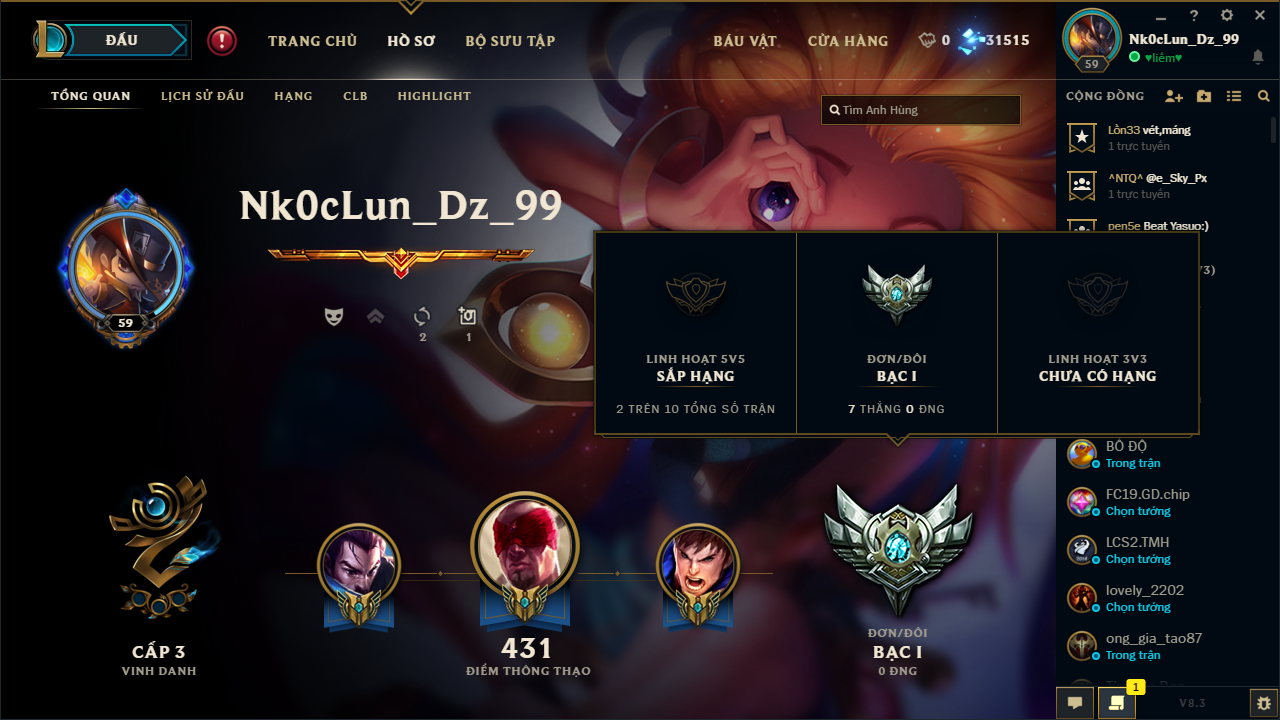 ĐẤU
!
TRANG CHỦ
HỒ SƠ
BỘ SƯU TẬP
BÁU VẬT
CỬA HÀNG
0
31515
?
Nk0cLun_Dz_99
59
♥liềm♥
TỔNG QUAN
LỊCH SỬ ĐẤU
HẠNG
CLB
HIGHLIGHT
Tìm Anh Hùng
CỘNG ĐỒNG
Lồn33 vét,máng
1 trực tuyến
^NTQ^ @e_Sky_Px
1 trực tuyến
pen5e Beat Yasuo:)
Nk0cLun_Dz_99
59
2
1
LINH HOẠT 5V5
SẮP HẠNG
2 TRÊN 10 TỔNG SỐ TRẬN
ĐƠN/ĐÔI
BẠC I
7 THẮNG 0 ĐNG
LINH HOẠT 3V3
CHƯA CÓ HẠNG
BÔ ĐỘ
Trong trận
FC19.GD.chip
Chọn tướng
LCS2.TMH
Chọn tướng
lovely_2202
Chọn tướng
ong_gia_tao87
Trong trận
CẤP 3
VINH DANH
431
ĐIỂM THÔNG THẠO
ĐƠN/ĐÔI
BẠC I
0 ĐNG
1
V8.3